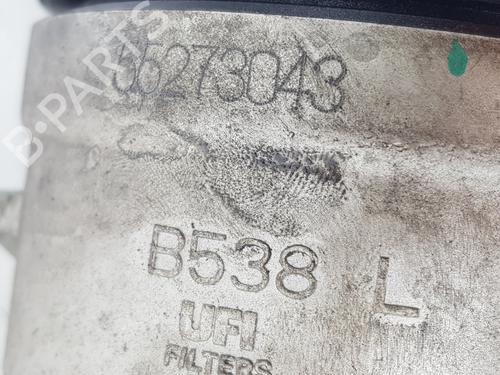 55273043
B538 L
UFI
FILTERS
B-PARTS